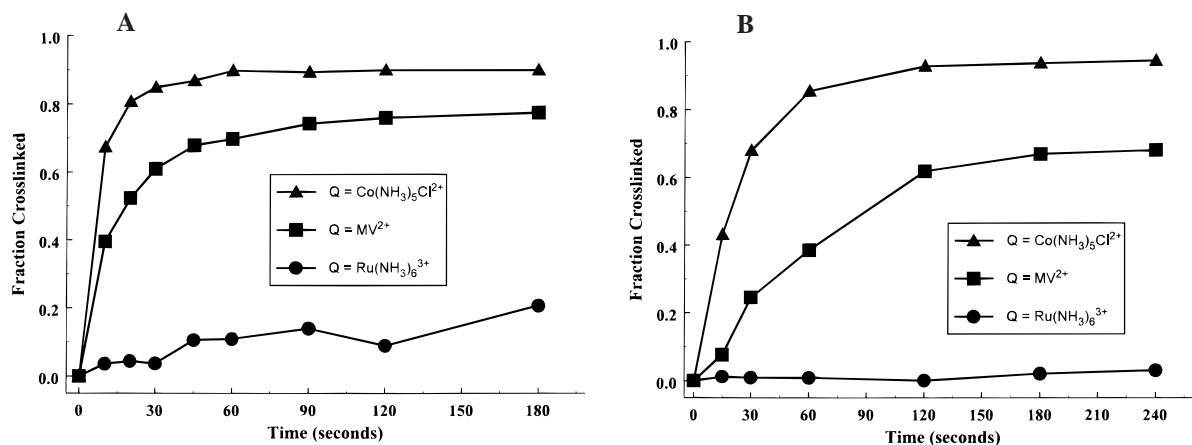 A
Fraction Crosslinked
1.0
0.8
0.6
0.4
0.2
0.0
Q = Co(NH₃)₅Cl²⁺
Q = MV²⁺
Q = Ru(NH₃)₆³⁺
0 30 60 90 120 150 180
Time (seconds)
B
Fraction Crosslinked
1.0
0.8
0.6
0.4
0.2
0.0
Q = Co(NH₃)₅Cl²⁺
Q = MV²⁺
Q = Ru(NH₃)₆³⁺
0 30 60 90 120 150 180 210 240
Time (seconds)